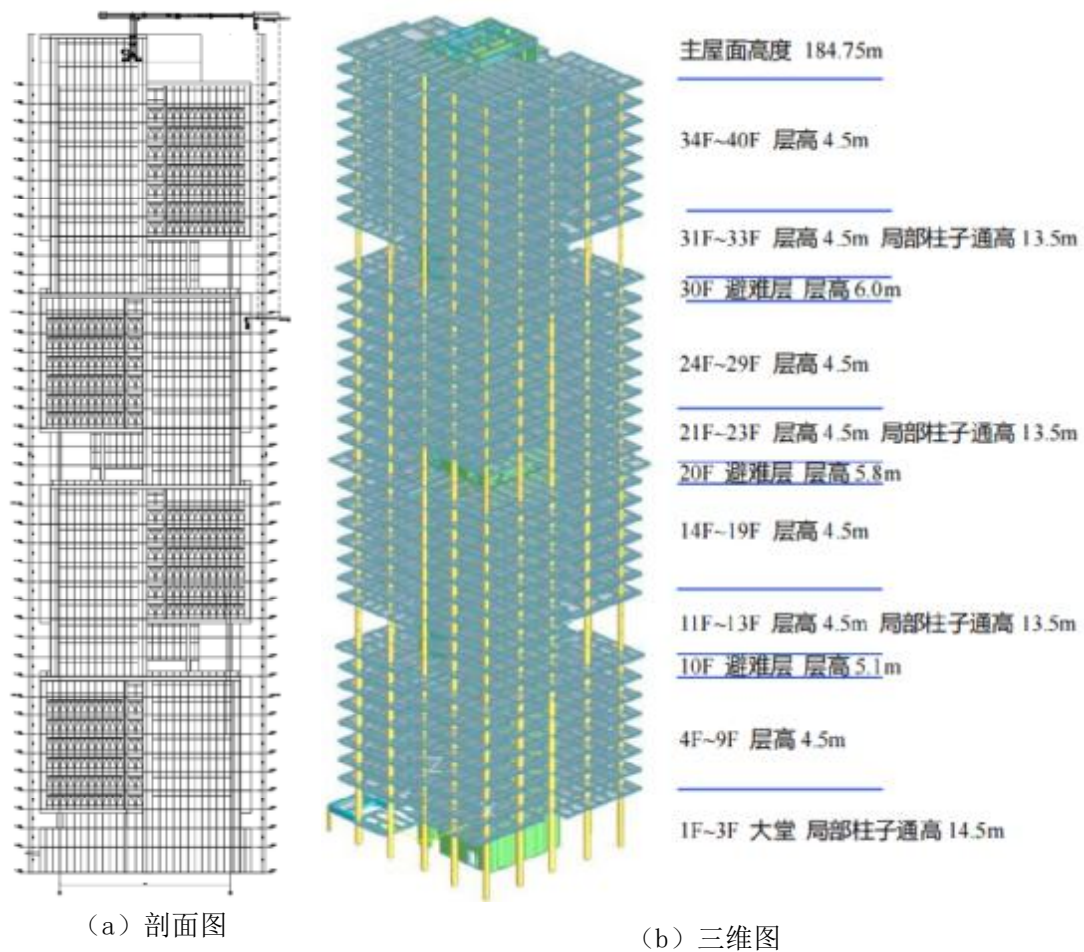 主屋面高度 184.75m
34F~40F 层高 4.5m
31F~33F 层高 4.5m 局部柱子通高 13.5m
30F 避难层 层高 6.0m
24F~29F 层高 4.5m
21F~23F 层高 4.5m 局部柱子通高 13.5m
20F 避难层 层高 5.8m
14F~19F 层高 4.5m
11F~13F 层高 4.5m 局部柱子通高 13.5m
10F 避难层 层高 5.1m
4F~9F 层高 4.5m
1F~3F 大堂 局部柱子通高 14.5m
Z
(a)剖面图
(b)三维图